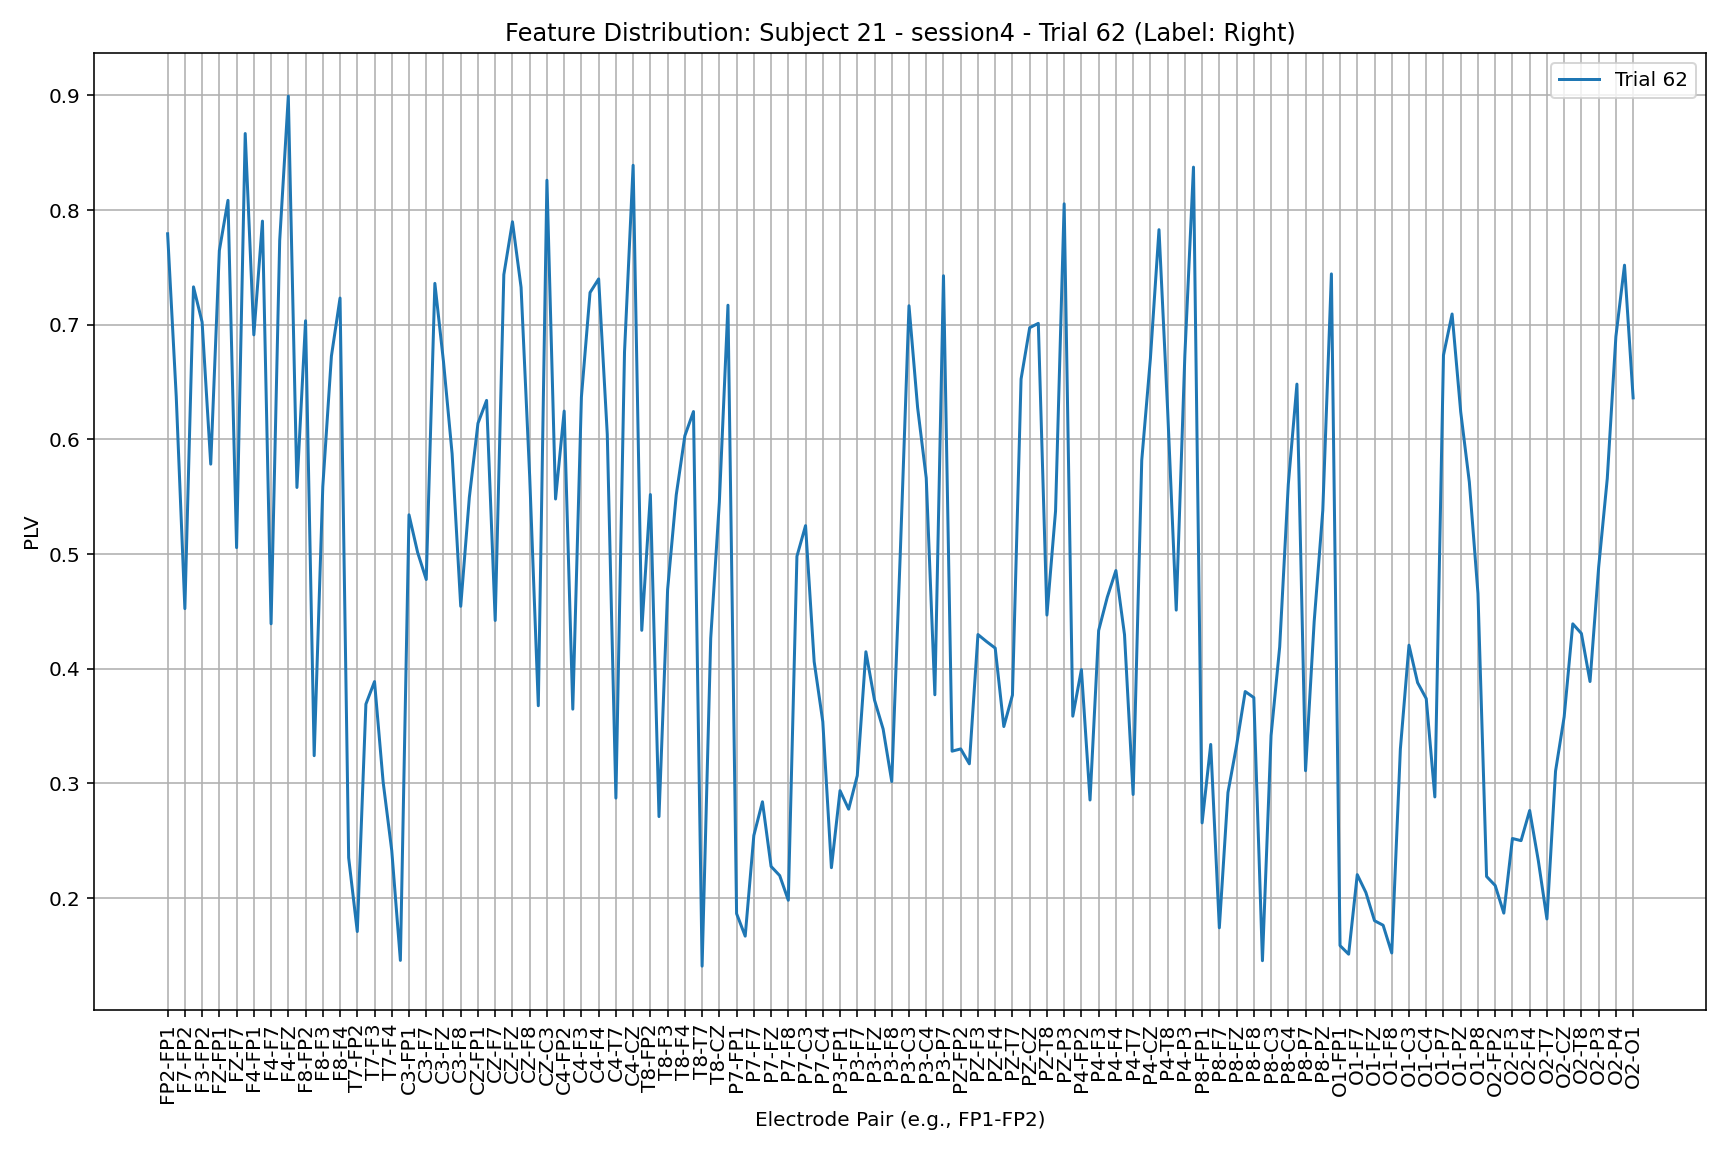 Feature Distribution: Subject 21 - session4 - Trial 62 (Label: Right)
Trial 62
0.9
0.8
0.7
0.6
0.5
0.4
0.3
0.2
PLV
FP2-FP1
F7-FP2
F3-FP2
FZ-FP1
FZ-F7
F4-FP1
F4-F7
F4-FZ
F8-FP2
F8-F3
F8-F4
T7-FP2
T7-F3
T7-F4
C3-FP1
C3-F7
C3-FZ
C3-F8
CZ-FP1
CZ-F7
CZ-FZ
CZ-F8
CZ-C3
C4-FP2
C4-F3
C4-F4
C4-T7
C4-CZ
T8-FP2
T8-F3
T8-F4
T8-T7
T8-CZ
P7-FP1
P7-F7
P7-FZ
P7-F8
P7-C3
P7-C4
P3-FP1
P3-F7
P3-FZ
P3-F8
P3-C3
P3-C4
P3-P7
PZ-FP2
PZ-F3
PZ-F4
PZ-T7
PZ-CZ
PZ-T8
PZ-P3
P4-FP2
P4-F3
P4-F4
P4-T7
P4-CZ
P4-T8
P4-P3
P8-FP1
P8-F7
P8-FZ
P8-F8
P8-C3
P8-C4
P8-P7
P8-PZ
O1-FP1
O1-F7
O1-FZ
O1-F8
O1-C3
O1-C4
O1-P7
O1-PZ
O1-P8
O2-FP2
O2-F3
O2-F4
O2-T7
O2-CZ
O2-T8
O2-P3
O2-P4
O2-O1
Electrode Pair (e.g., FP1-FP2)